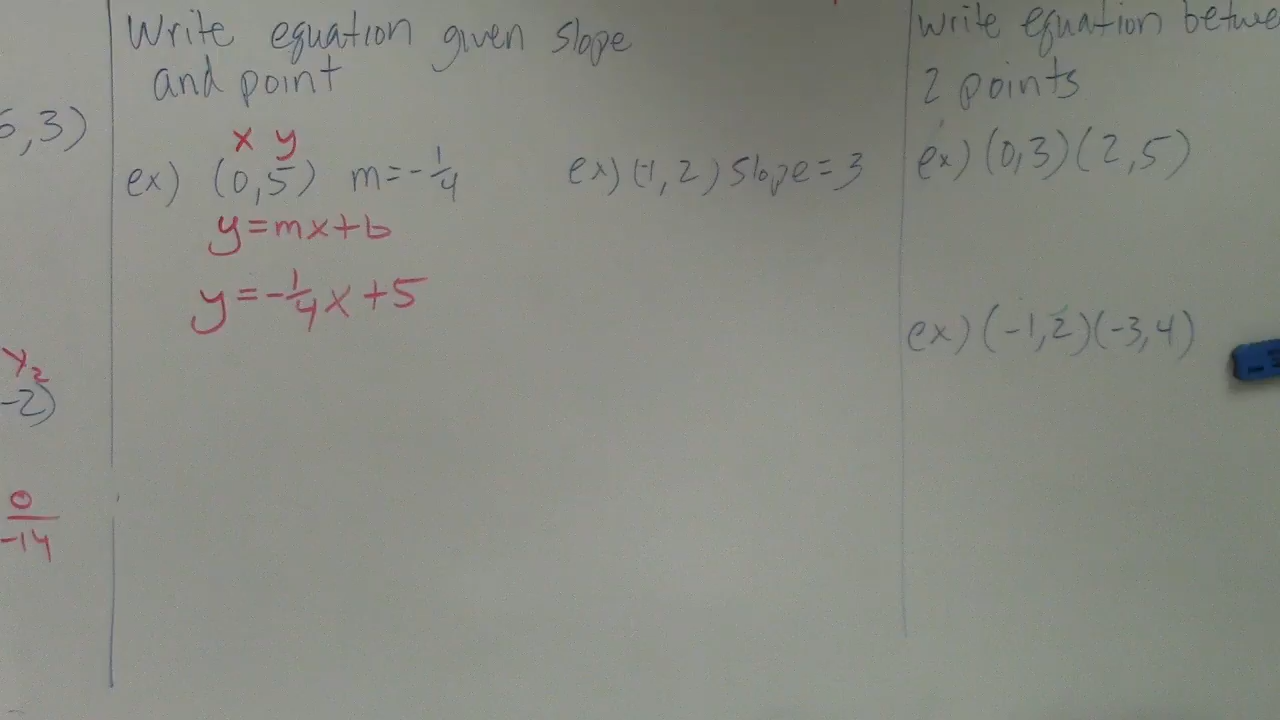 5,3)
y₂
-2)
0
-14
Write equation given slope
and point
x y
ex) (0,5) m=-1/4
y=mx+b
y=-1/4x+5
ex) (-1,2) slope=3
write equation betwe
2 points
ex) (0,3)(2,5)
ex) (-1,2)(-3,4)